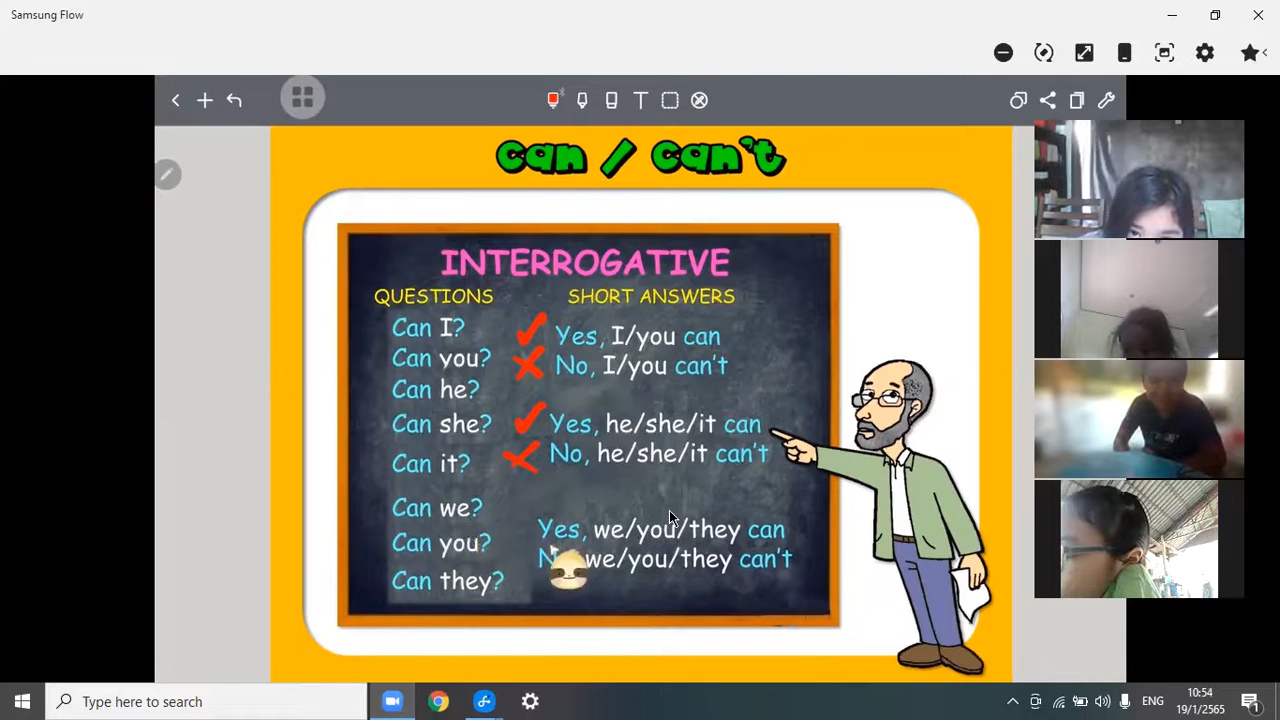 Samsung Flow
can / can't
INTERROGATIVE
QUESTIONS
SHORT ANSWERS
Can I?
Can you?
Can he?
Can she?
Can it?
Can we?
Can you?
Can they?
Yes, I/you can
No, I/you can't
Yes, he/she/it can
No, he/she/it can't
Yes, we/you/they can
we/you/they can't
Type here to search
ENG
10:54
19/1/2565
1